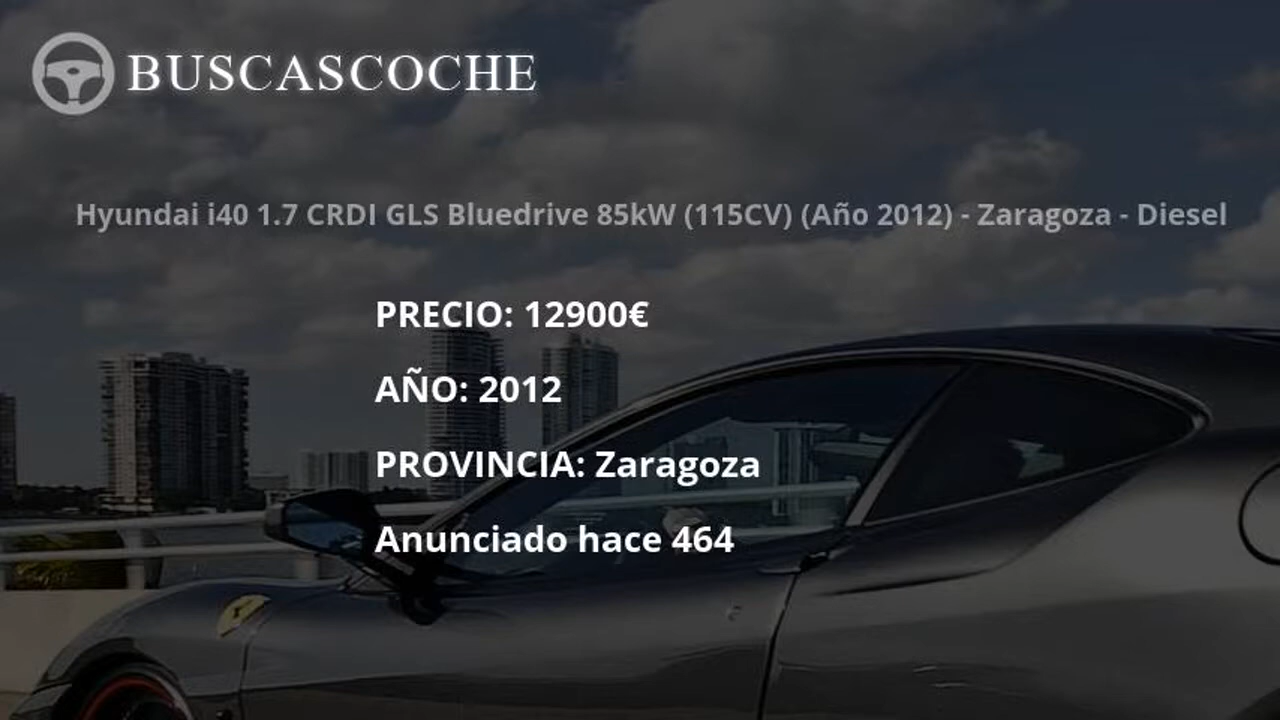 BUSCASCOCHE
Hyundai i40 1.7 CRDI GLS Bluedrive 85kW (115CV) (Año 2012) - Zaragoza - Diesel
PRECIO: 12900€
AÑO: 2012
PROVINCIA: Zaragoza
Anunciado hace 464